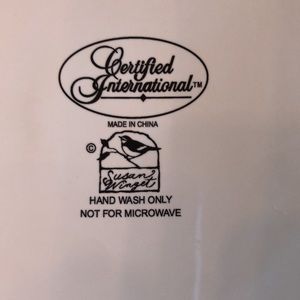 Certified
International™
MADE IN CHINA
©
Susan
Winget
HAND WASH ONLY
NOT FOR MICROWAVE